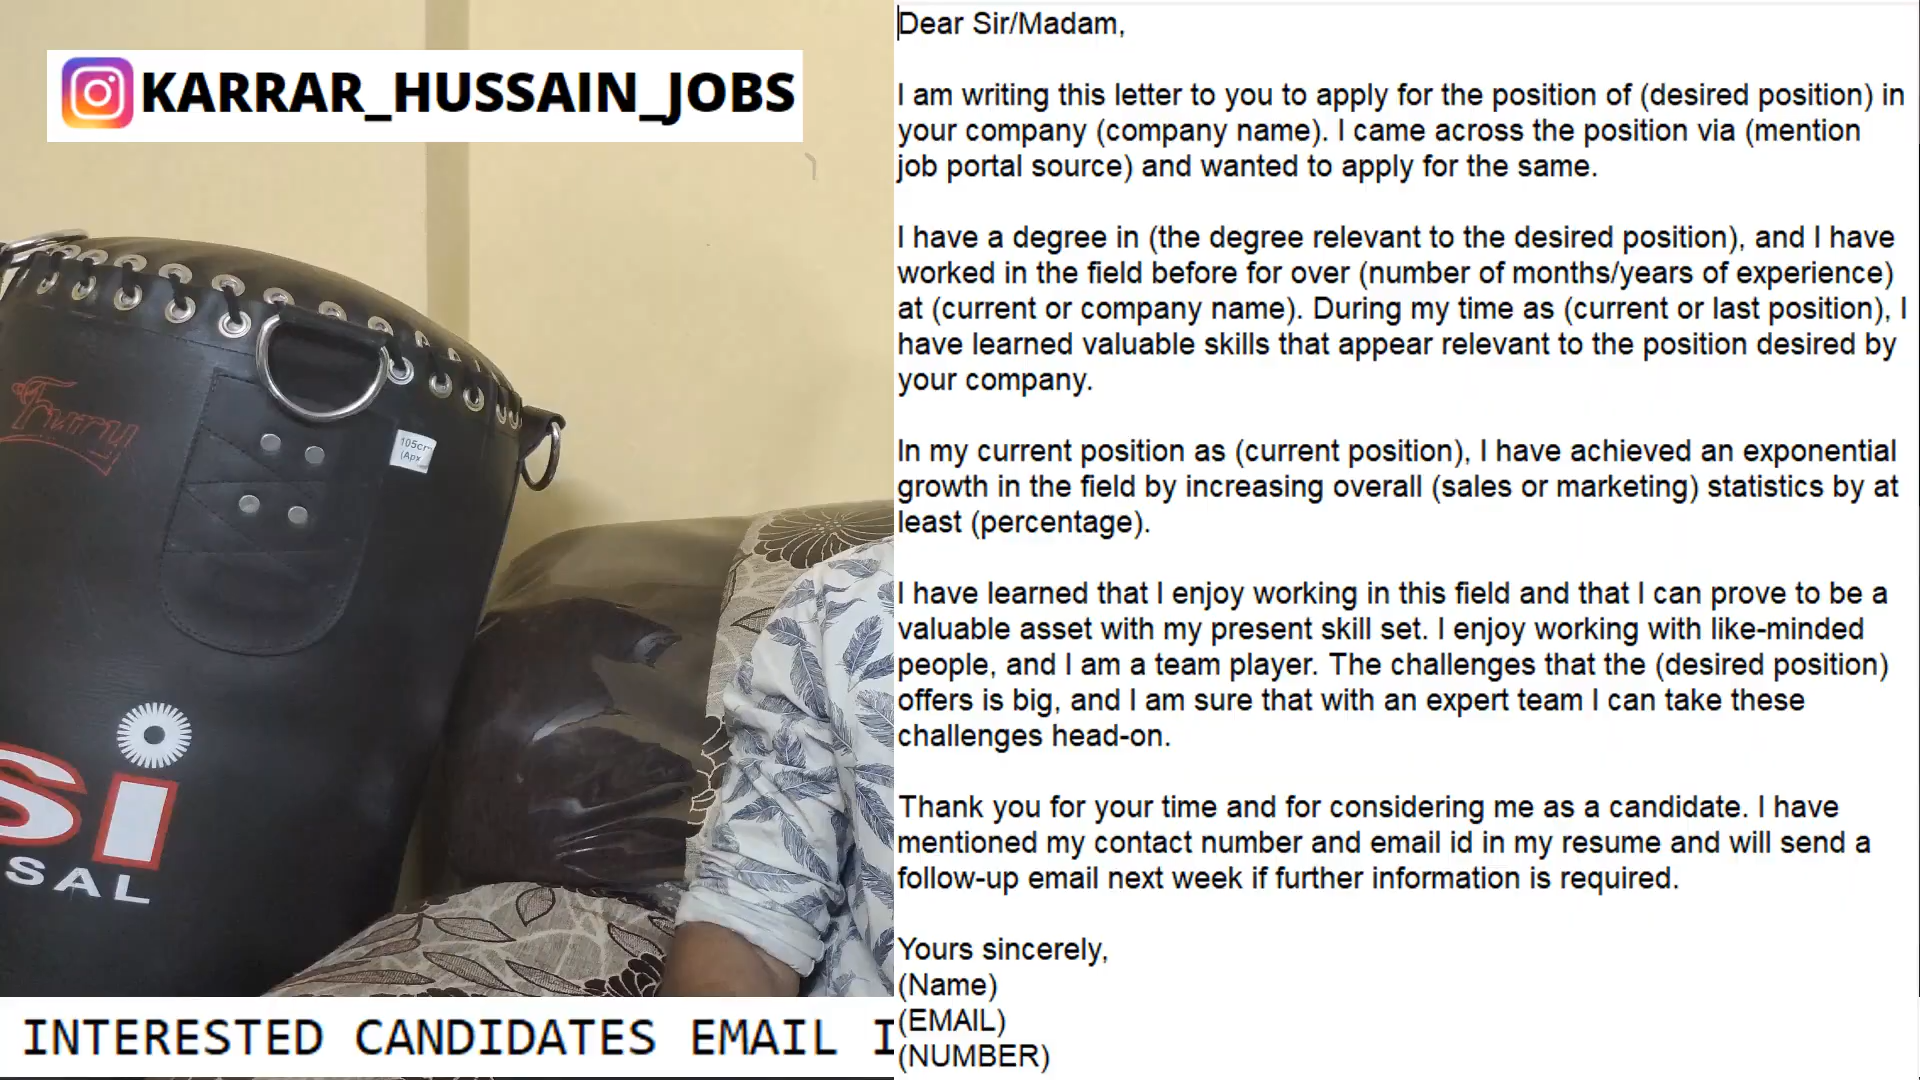 KARRAR_HUSSAIN_JOBS
105cm
(Apx
Si
SAL
INTERESTED CANDIDATES EMAIL
Dear Sir/Madam,
I am writing this letter to you to apply for the position of (desired position) in
your company (company name). I came across the position via (mention
job portal source) and wanted to apply for the same.
I have a degree in (the degree relevant to the desired position), and I have
worked in the field before for over (number of months/years of experience)
at (current or company name). During my time as (current or last position), I
have learned valuable skills that appear relevant to the position desired by
your company.
In my current position as (current position), I have achieved an exponential
growth in the field by increasing overall (sales or marketing) statistics by at
least (percentage).
I have learned that I enjoy working in this field and that I can prove to be a
valuable asset with my present skill set. I enjoy working with like-minded
people, and I am a team player. The challenges that the (desired position)
offers is big, and I am sure that with an expert team I can take these
challenges head-on.
Thank you for your time and for considering me as a candidate. I have
mentioned my contact number and email id in my resume and will send a
follow-up email next week if further information is required.
Yours sincerely,
(Name)
(EMAIL)
(NUMBER)